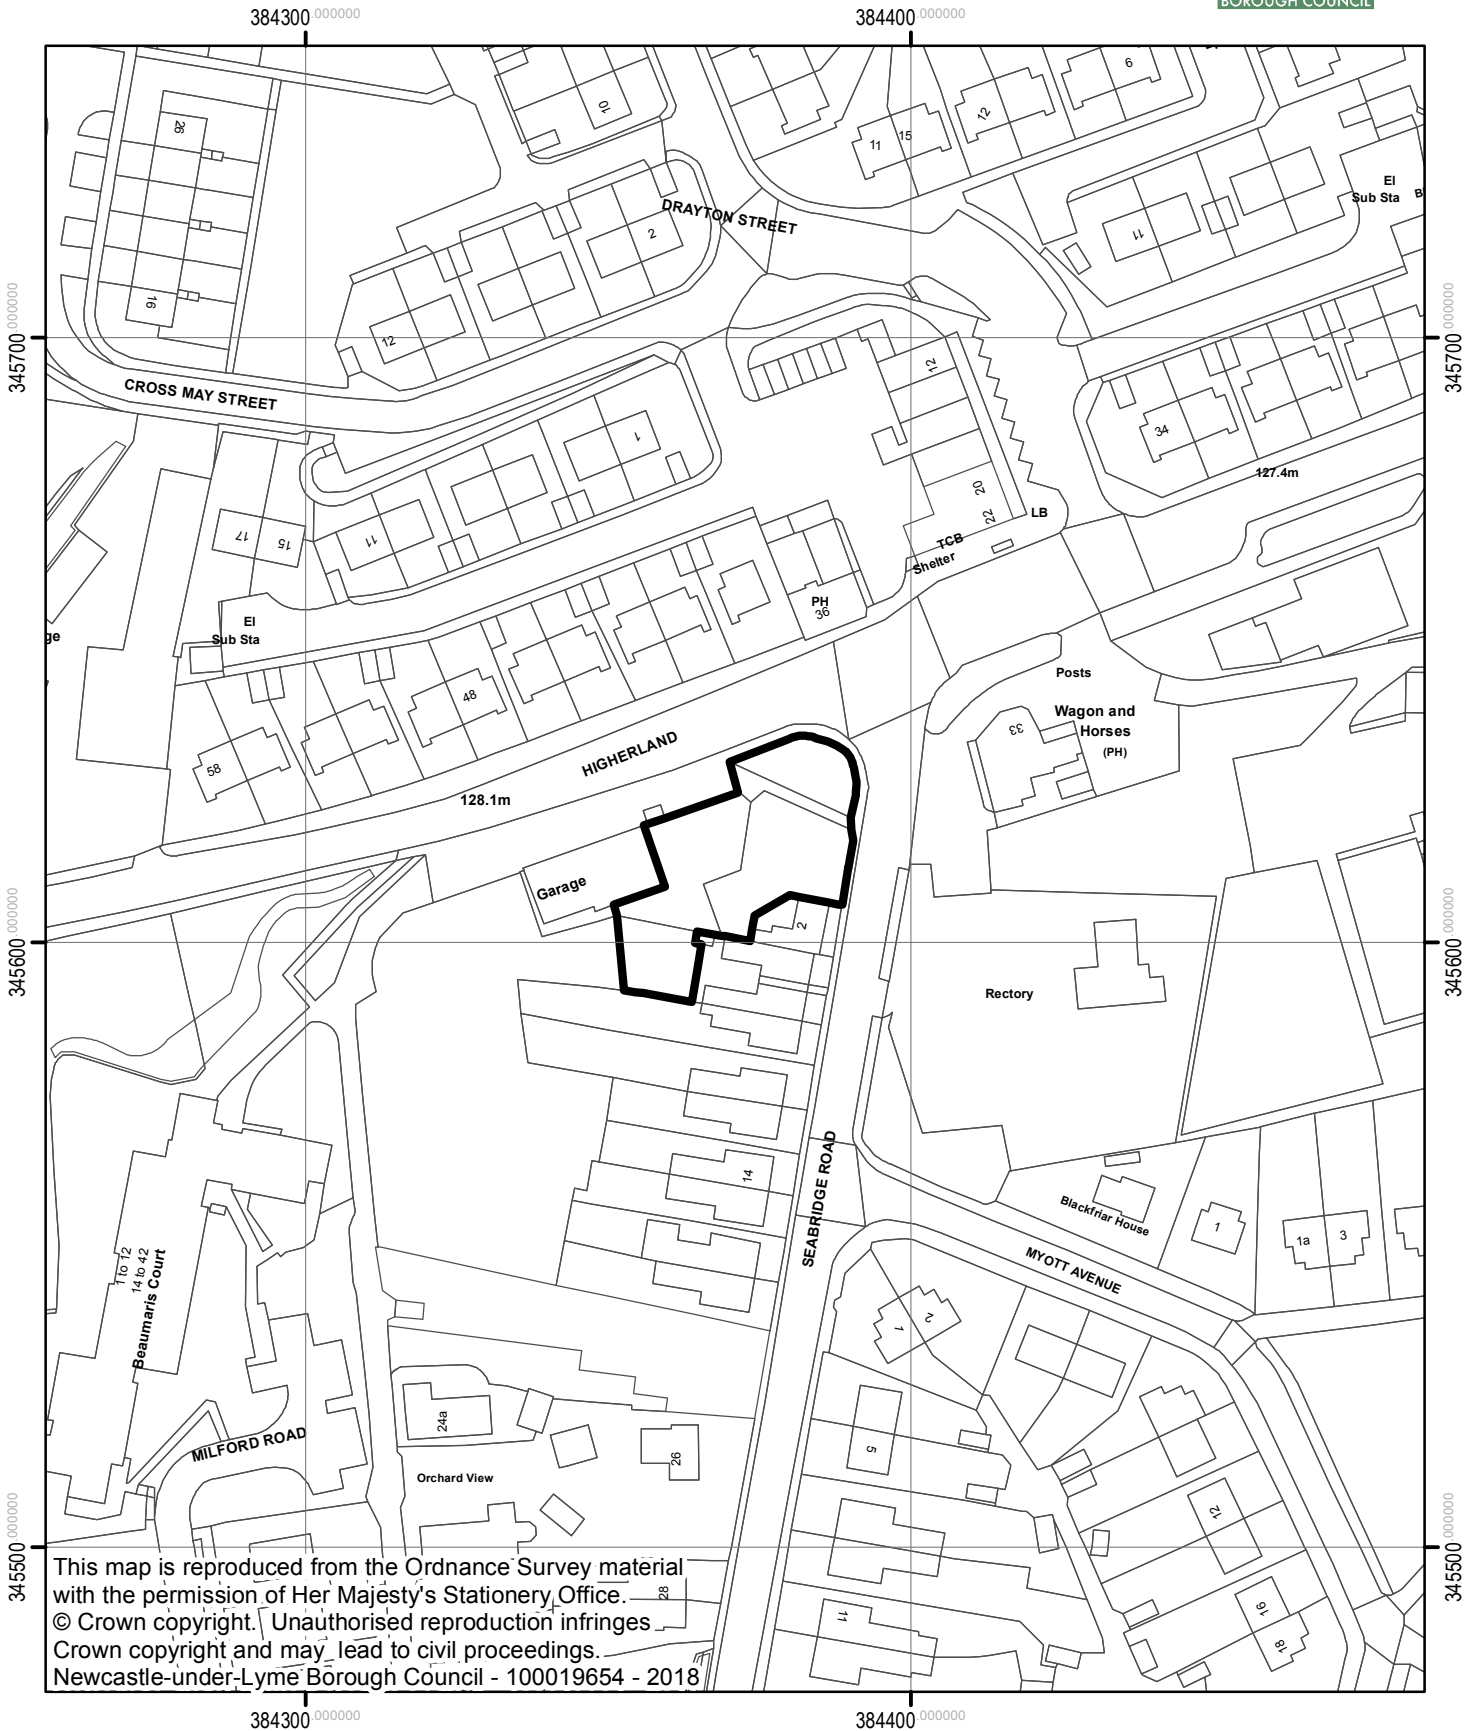 BOROUGH COUNCIL
384300.000000
384400.000000
6
10
12
26
11
15
El
Sub Sta
DRAYTON STREET
2
11
16
12
345700.000000
345700.000000
CROSS MAY STREET
12
1
34
127.4m
20
22
LB
17
15
11
TCB
Shelter
PH
36
El
Sub Sta
ge
48
Posts
Wagon and
Horses
(PH)
33
HIGHERLAND
58
128.1m
Garage
2
345600.000000
345600.000000
Rectory
SEABRIDGE ROAD
14
Blackfriar House
1
1a
3
MYOTT AVENUE
1 to 12
14 to 42
Beaumaris Court
1
2
24a
26
5
MILFORD ROAD
Orchard View
12
345500.000000
345500.000000
28
11
16
18
This map is reproduced from the Ordnance Survey material
with the permission of Her Majesty's Stationery Office.
© Crown copyright. Unauthorised reproduction infringes
Crown copyright and may lead to civil proceedings.
Newcastle-under-Lyme Borough Council - 100019654 - 2018
384300.000000
384400.000000